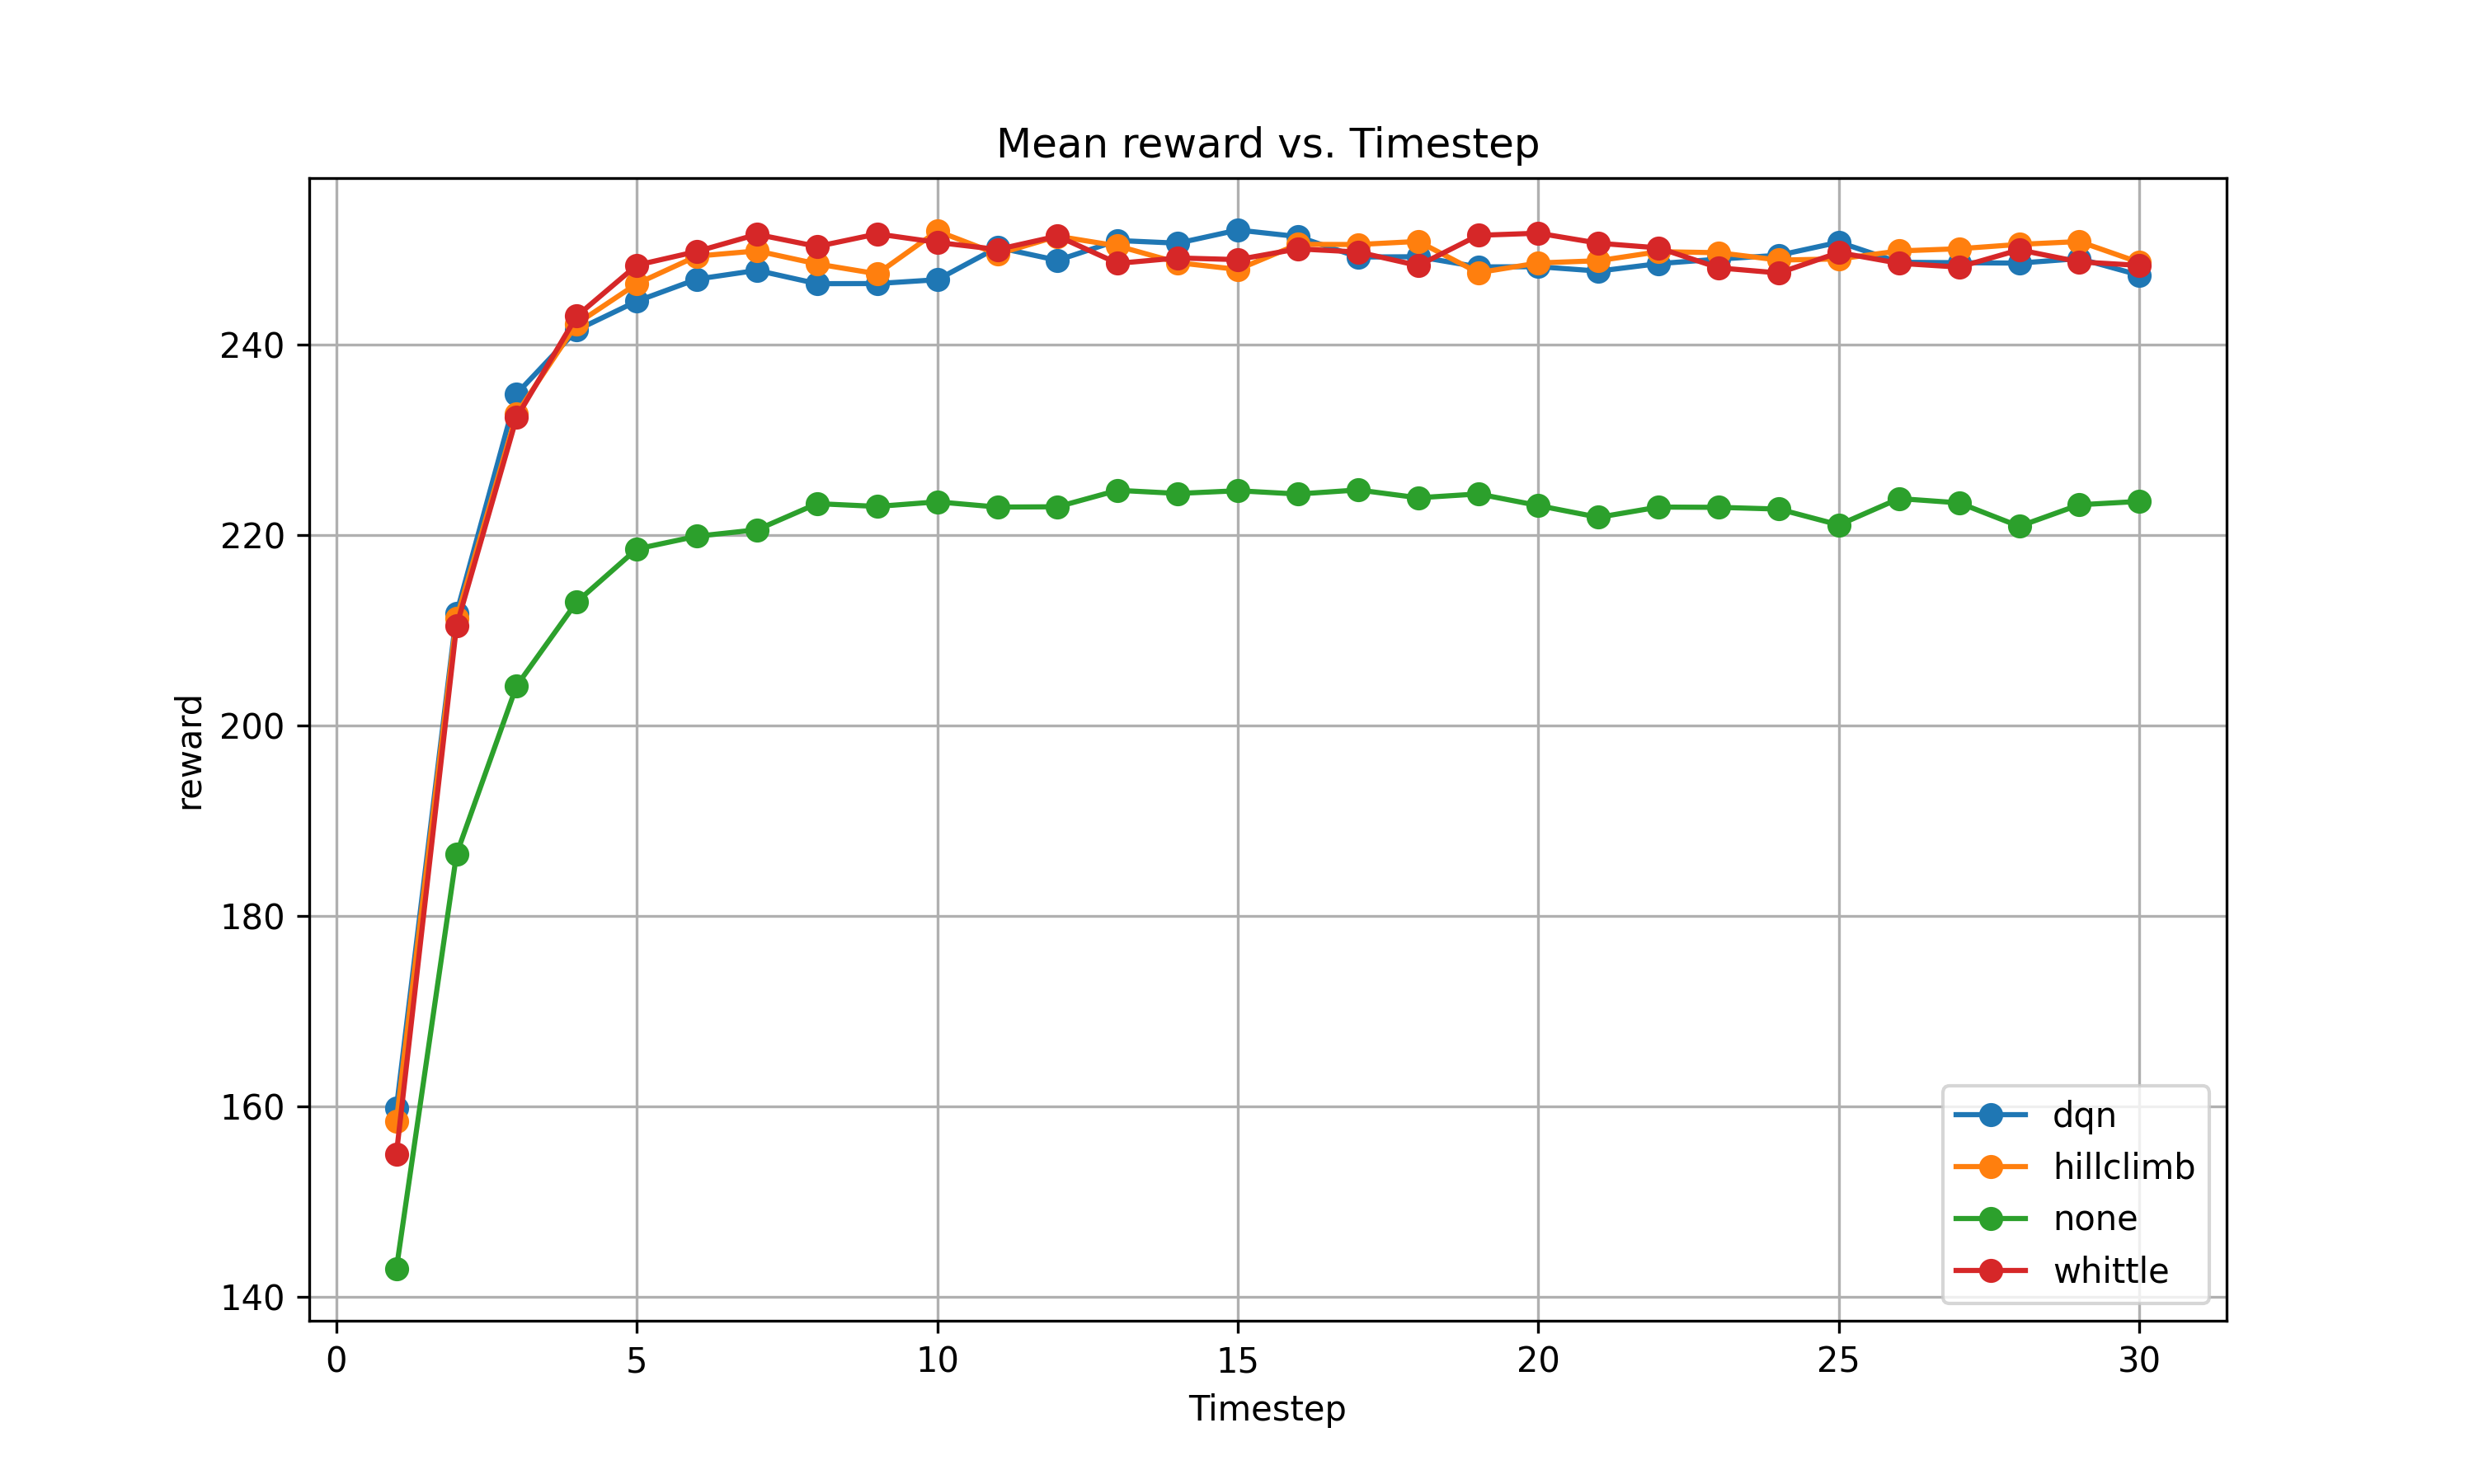 Mean reward vs. Timestep
reward
240
220
200
180
160
140
0 5 10 15 20 25 30
Timestep
dqn
hillclimb
none
whittle